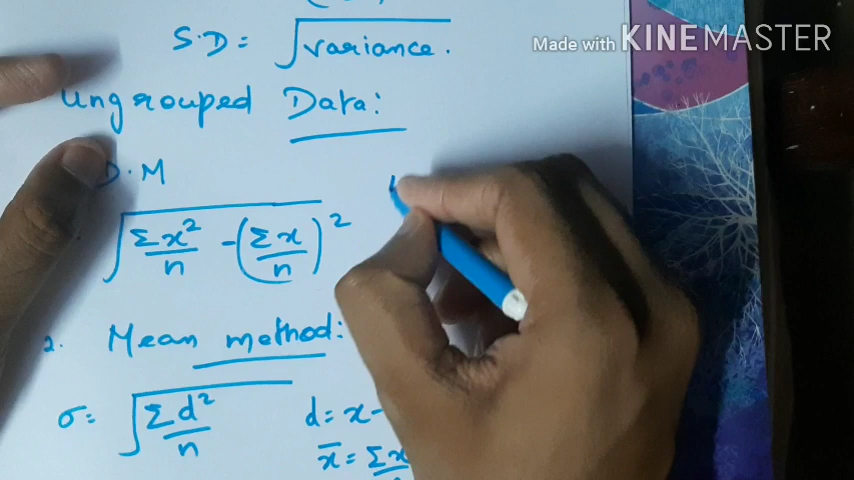 Made with KINEMASTER
S.D = √variance.
Ungrouped Data:
D.M
√Σx²/n - (Σx/n)²
2. Mean method:
σ = √Σd²/n
d = x -
x̄ = Σx